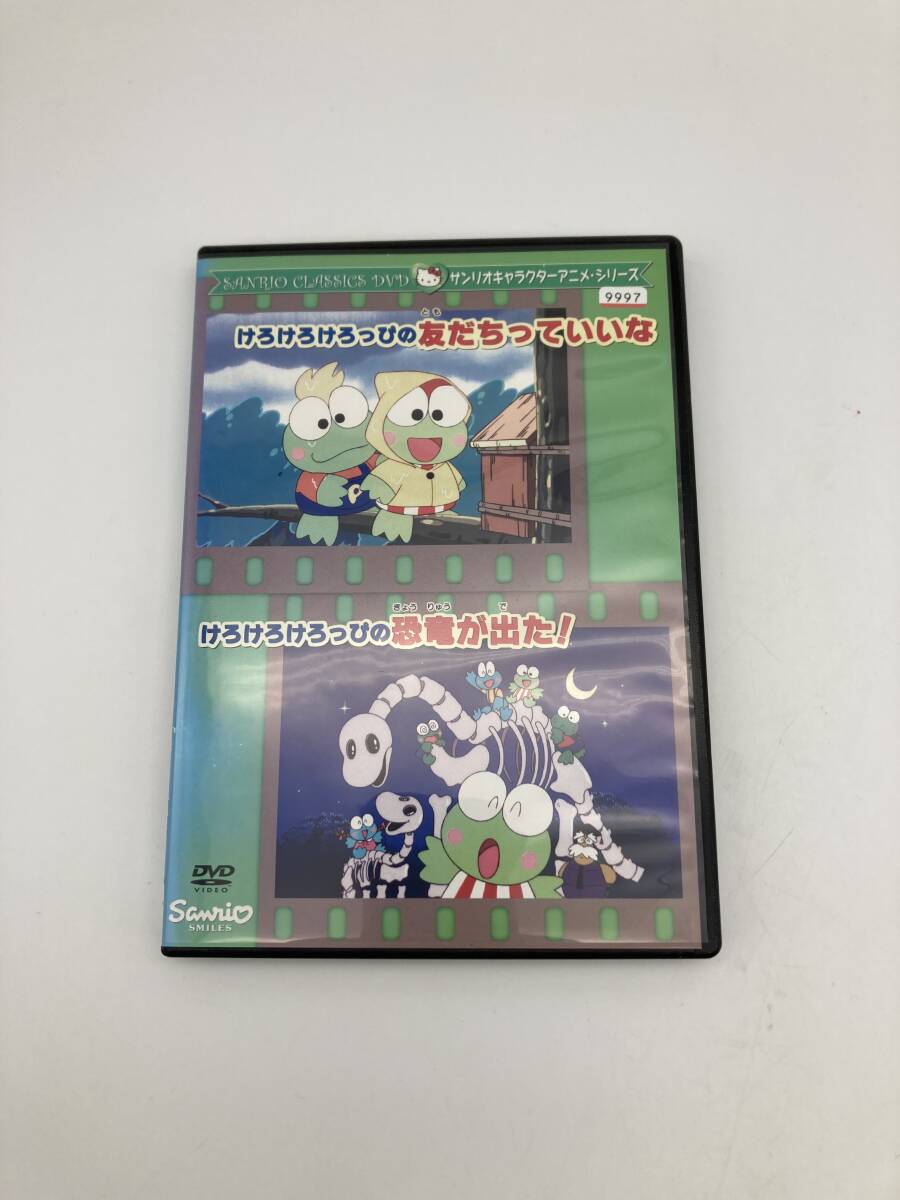 SANRIO CLASSICS DVD サンリオキャラクターアニメ・シリーズ
9997
とも
けろけろけろっぴの 友だちっていいな
きょう りゅう で
けろけろけろっぴの 恐竜が出た!
DVD
VIDEO
Sanrio
SMILES